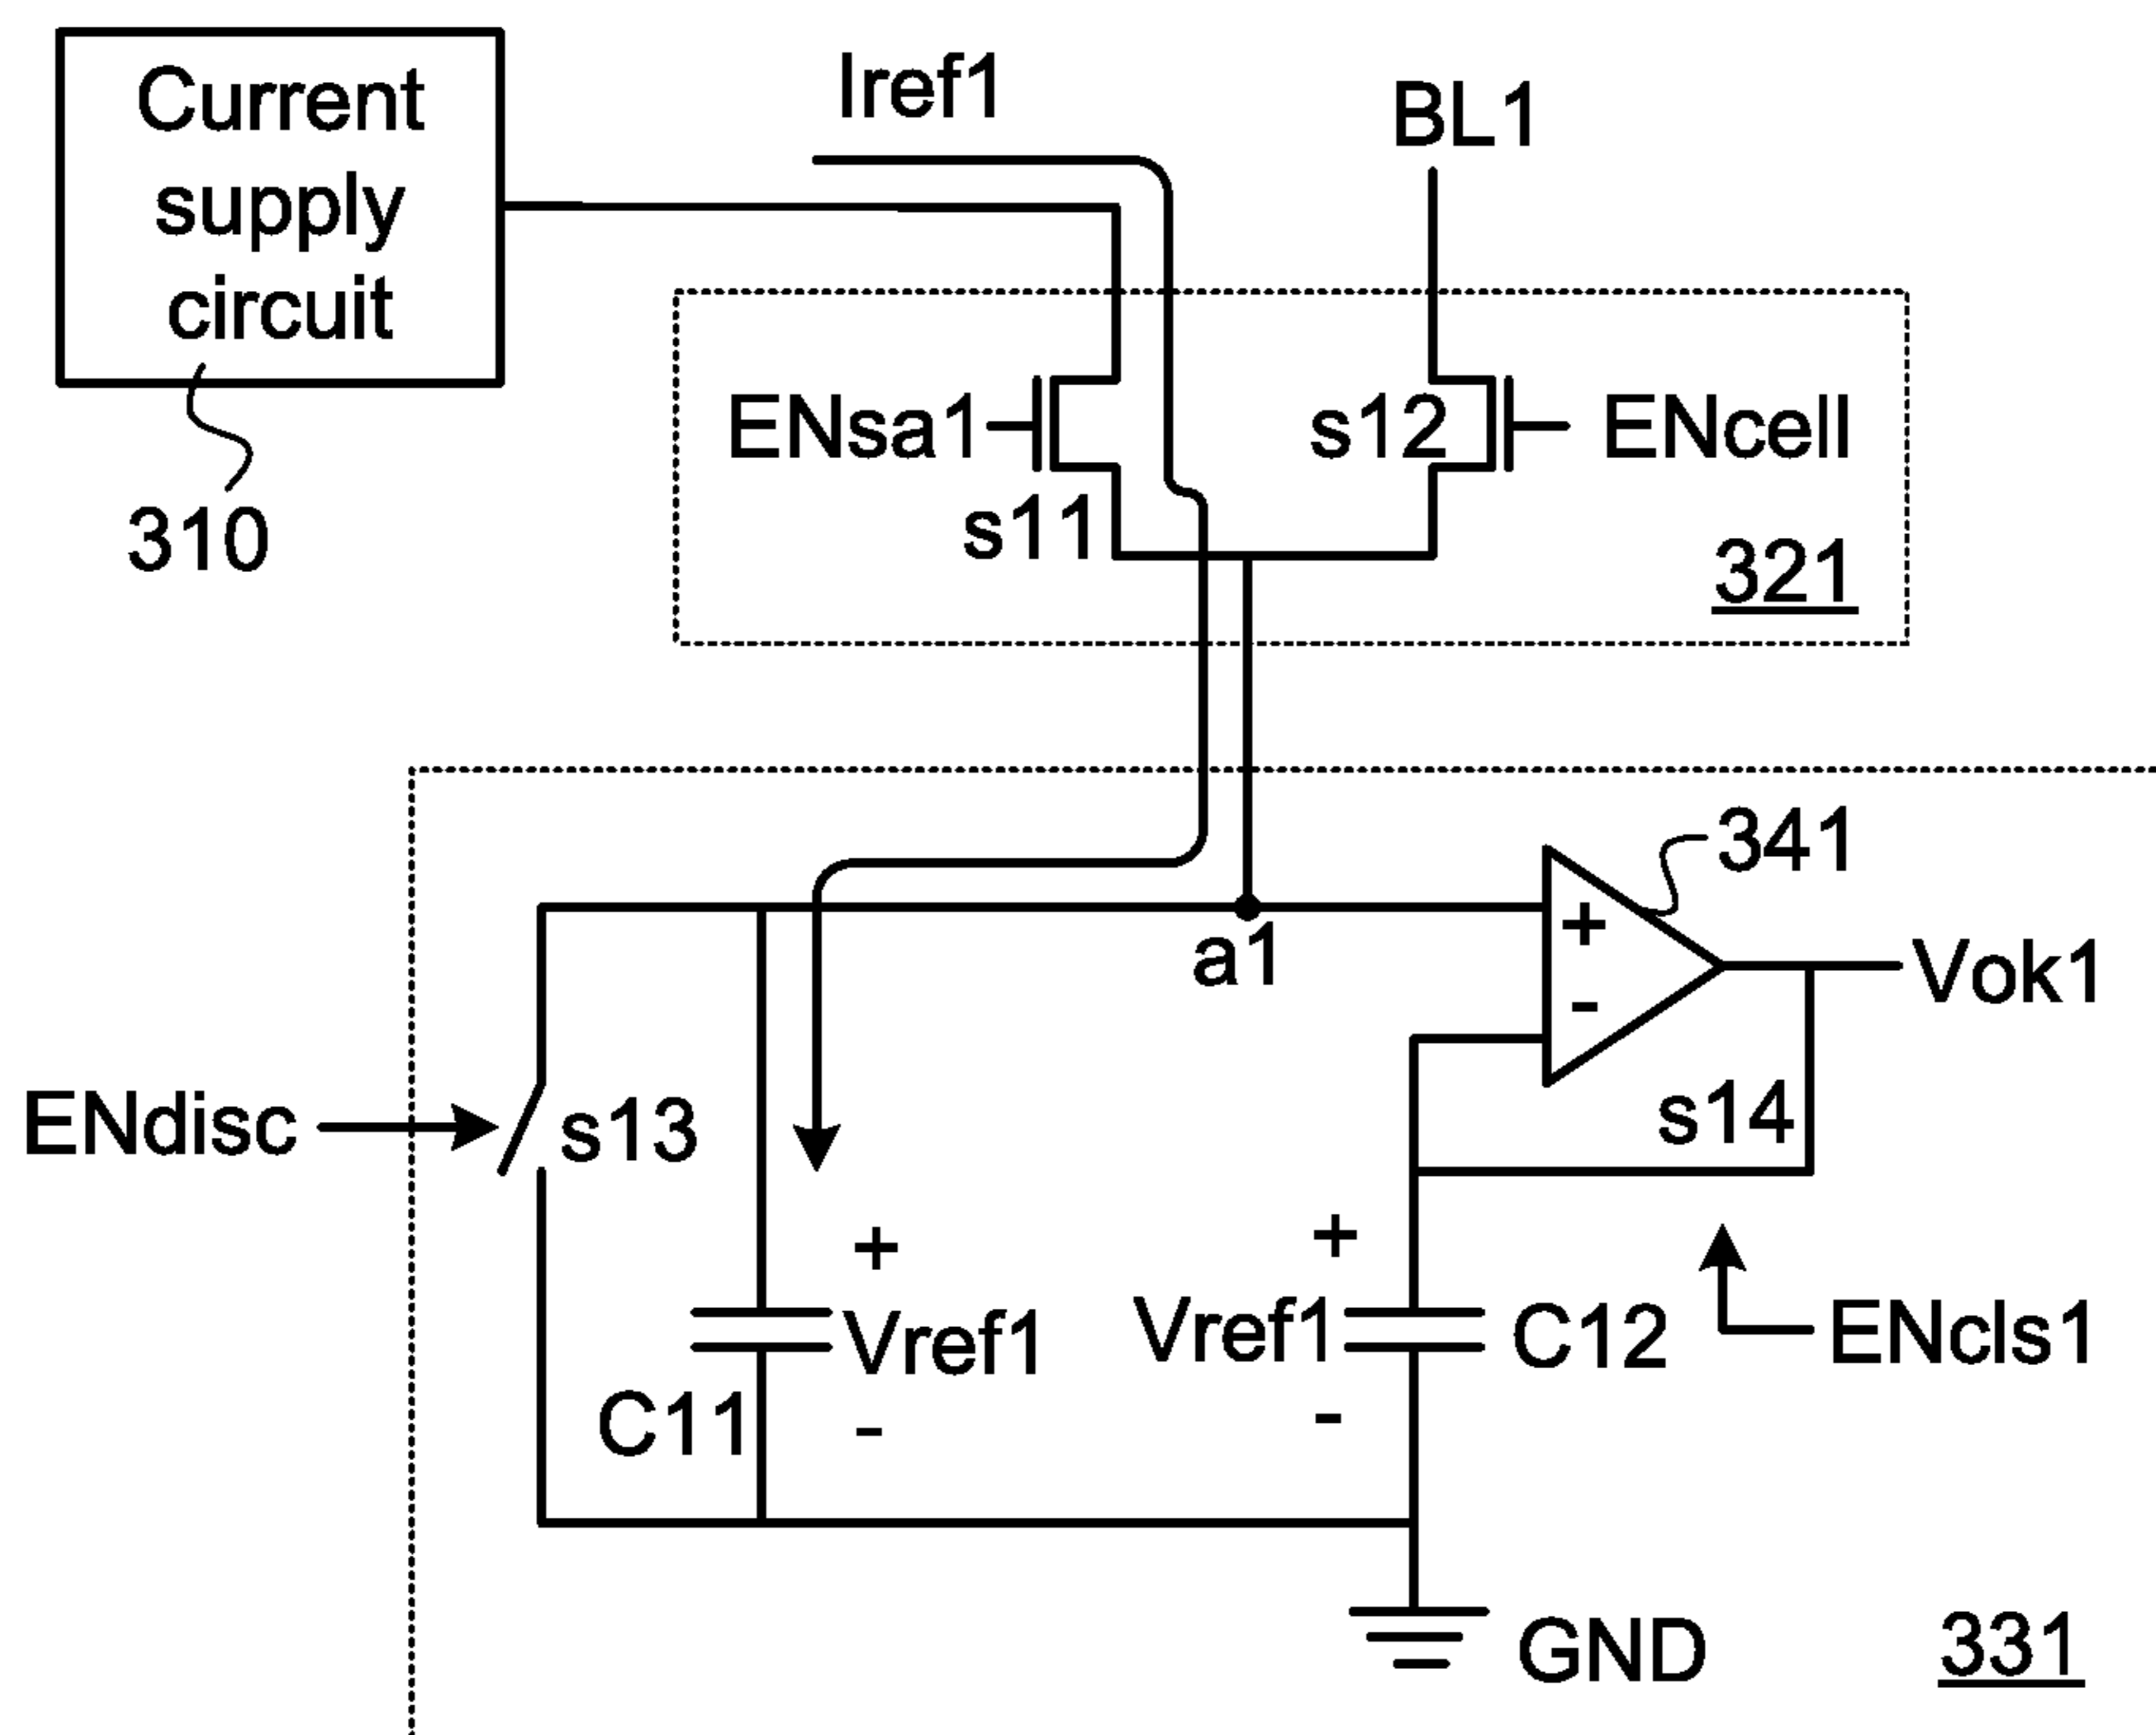 Current
supply
circuit
310
Iref1
BL1
ENsa1
s11
s12
ENcell
321
341
+
-
a1
Vok1
s14
ENdisc
s13
+
Vref1
-
C11
+
Vref1
-
C12
ENcls1
GND
331